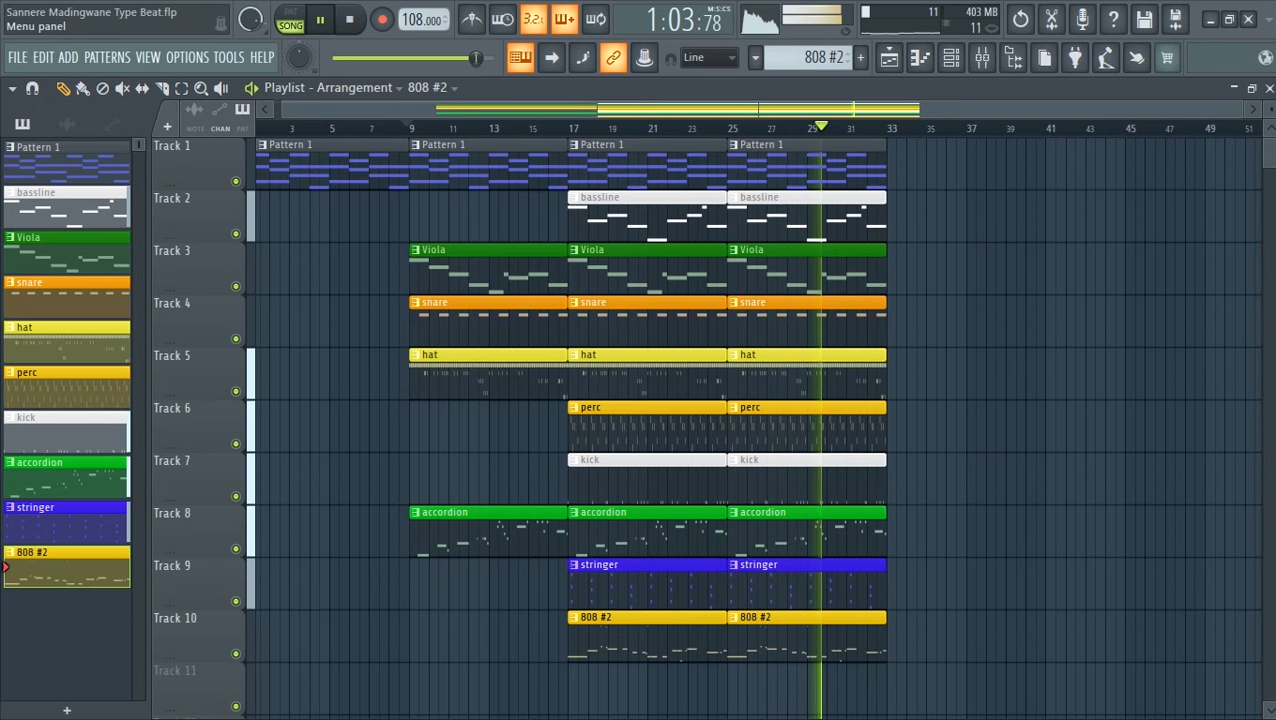 Sannere Madingwane Type Beat.flp
Menu panel
PAT
SONG
108.000
32:
1:03:78
M:S:CS
11
403 MB
11
FILE EDIT PATTERNS VIEW OPTIONS TOOLS HELP
Line
808 #2
Playlist - Arrangement
808 #2
NOTE CHAN PAT
3 5 7 9 11 13 15 17 19 21 23 25 27 29 31 33 35 37 39 41 43 45 47 49 51
Pattern 1
bassline
Viola
snare
hat
perc
kick
accordion
stringer
808 #2
Track 1
Pattern 1 Pattern 1 Pattern 1 Pattern 1
Track 2
bassline bassline
Track 3
Viola Viola Viola
Track 4
snare snare snare
Track 5
hat hat hat
Track 6
perc perc
Track 7
kick kick
Track 8
accordion accordion accordion
Track 9
stringer stringer
Track 10
808 #2 808 #2
Track 11